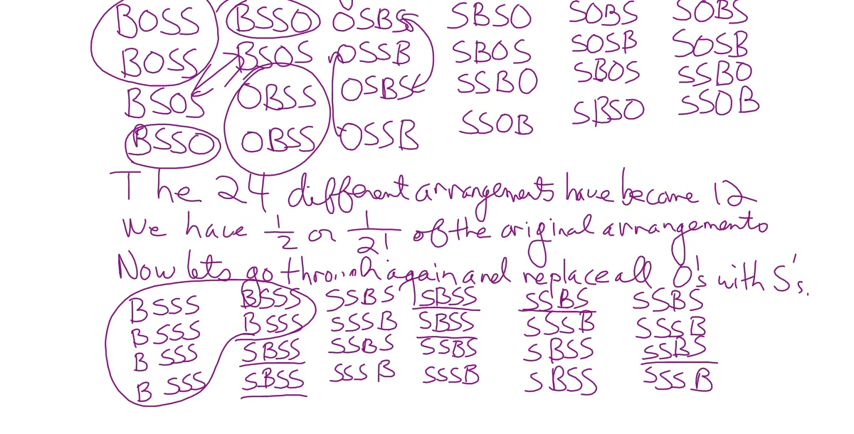 BOSS BSSO OSBS SBSO SOBS SOBS
BOSS BSOS OSSB SBOS SOSB SOSB
BSOS OBSS OSBS SSBO SBOS SSBO
BSSO OBSS OSSB SSOB SBSO SSOB
The 24 different arrangements have become 12
We have 1/2 or 1/2! of the original arrangements
Now lets go through again and replace all O's with S's.
BSSS BSSS SSBS SBSS SSBS SSBS
BSSS BSSS SSSB SBSS SSSB SSSB
BSSS SBSS SSBS SSBS SBSS SSBS
BSSS SBSS SSSB SSSB SBSS SSSB